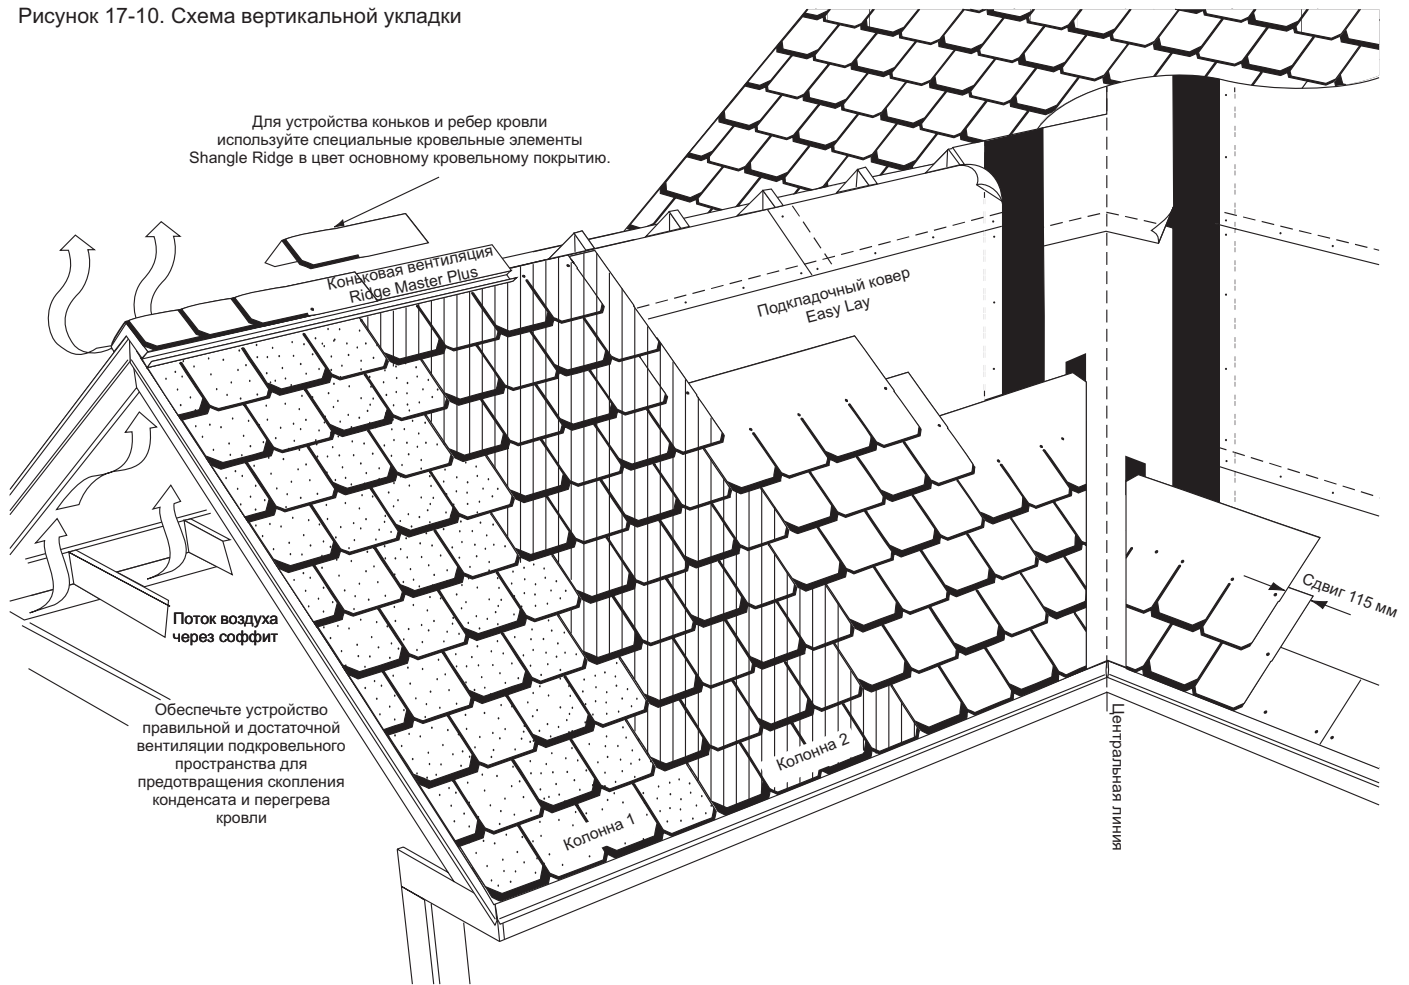 Рисунок 17-10. Схема вертикальной укладки
Для устройства коньков и ребер кровли
используйте специальные кровельные элементы
Shangle Ridge в цвет основному кровельному покрытию.
Коньковая вентиляция
Ridge Master Plus
Подкладочный ковер
Easy Lay
Сдвиг 115 мм
Поток воздуха
через соффит
Обеспечьте устройство
правильной и достаточной
вентиляции подкровельного
пространства для
предотвращения скопления
конденсата и перегрева
кровли
Колонна 1
Колонна 2
Центральная линия